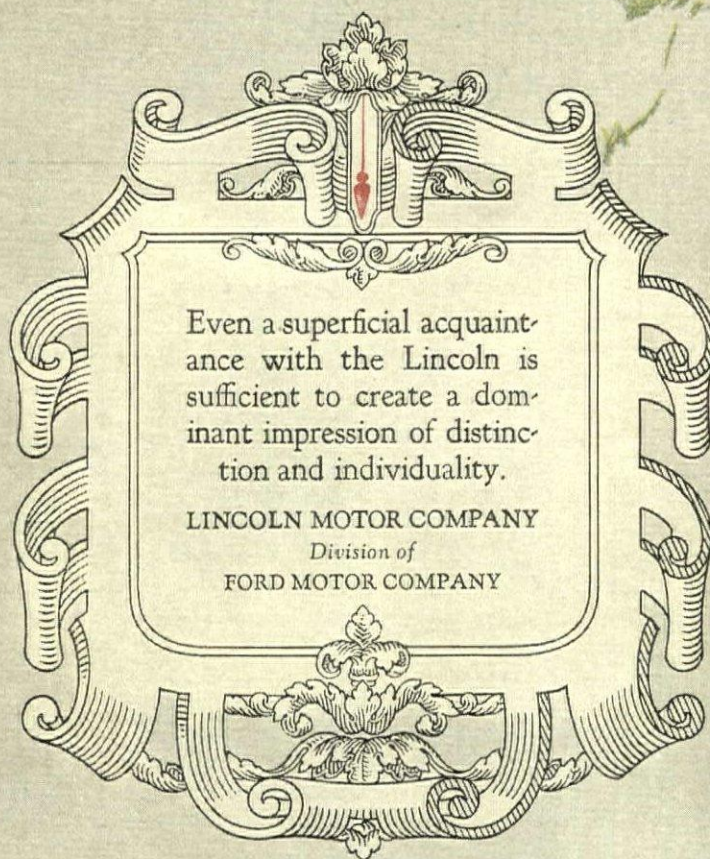 Even a superficial acquaint-
ance with the Lincoln is
sufficient to create a dom-
inant impression of distinc-
tion and individuality.
LINCOLN MOTOR COMPANY
Division of
FORD MOTOR COMPANY